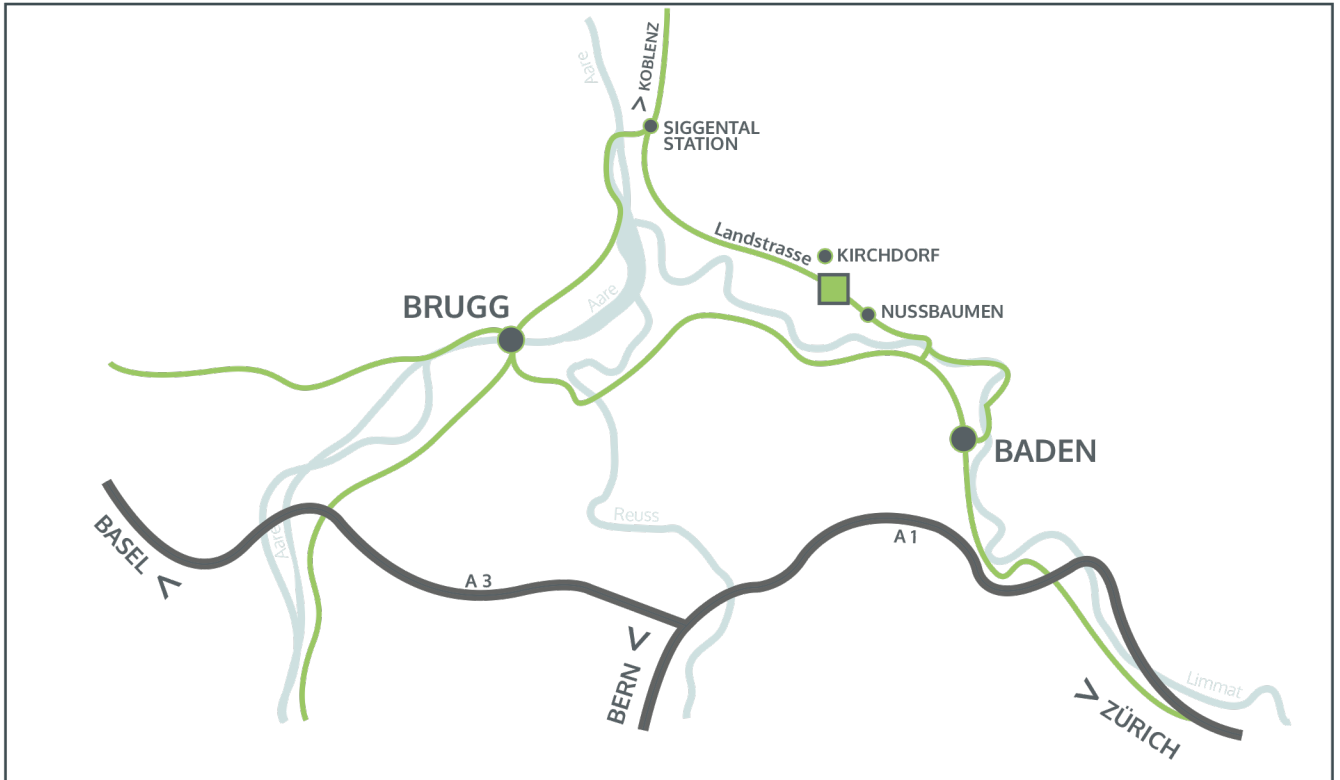 Aare
> KOBLENZ
SIGGENTAL
STATION
Landstrasse
KIRCHDORF
NUSSBAUMEN
BRUGG
Aare
BADEN
BASEL >
Aare
Reuss
A 3
A 1
BERN >
Limmat
> ZÜRICH